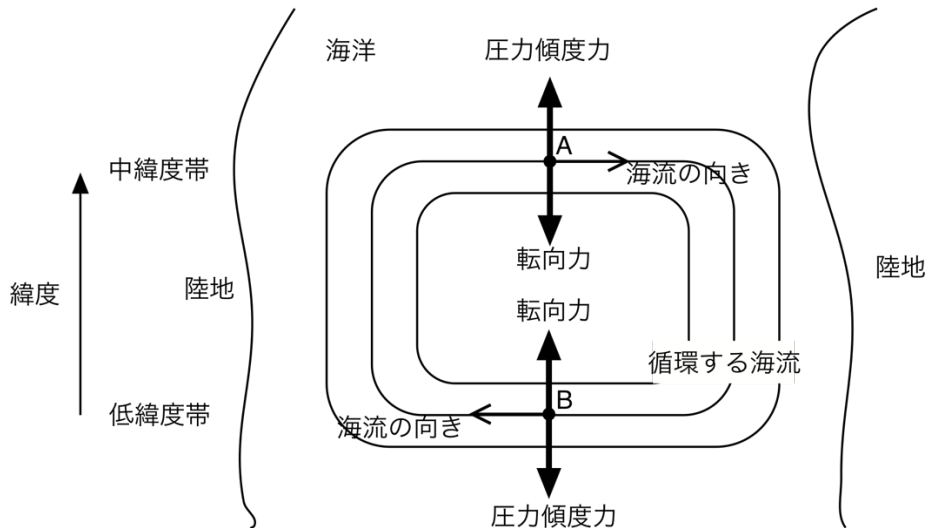 海洋
圧力傾度力
A
中緯度帯
海流の向き
転向力
陸地
陸地
緯度
転向力
循環する海流
B
低緯度帯
海流の向き
圧力傾度力